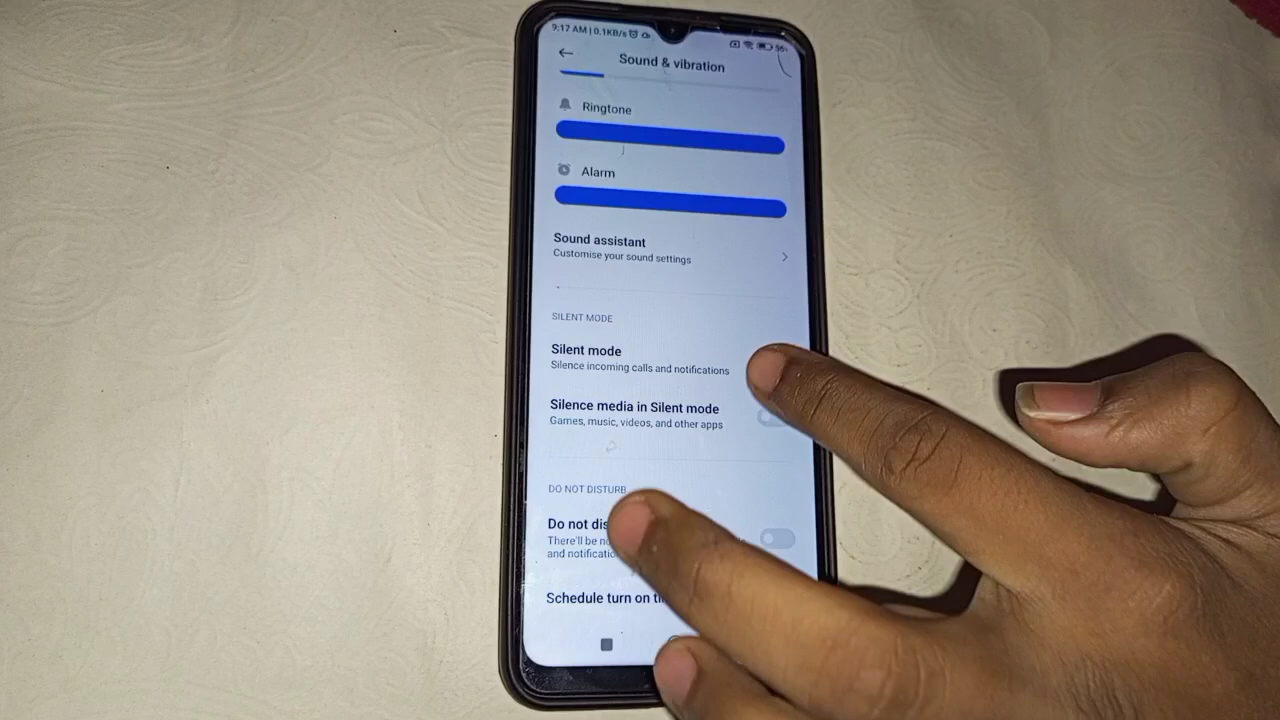 9:17 AM | 0.1KB/s
Sound & vibration
Ringtone
Alarm
Sound assistant
Customise your sound settings
SILENT MODE
Silent mode
Silence incoming calls and notifications
Silence media in Silent mode
Games, music, videos, and other apps
DO NOT DISTURB
Do not dis
There'll be no
and notificatio
Schedule turn on ti